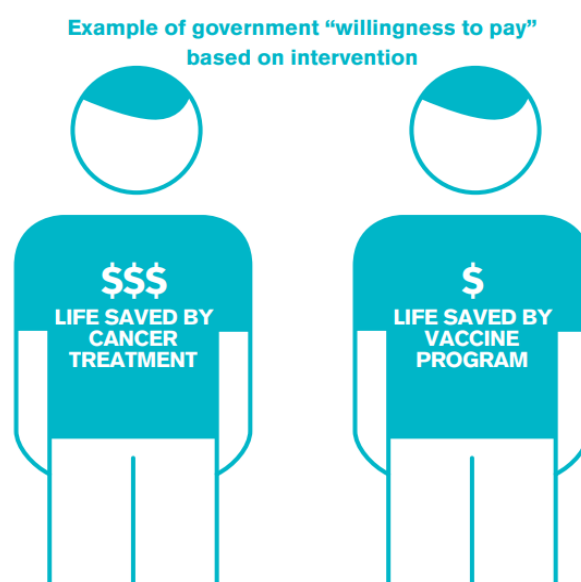 Example of government “willingness to pay”
based on intervention
$$$
LIFE SAVED BY
CANCER
TREATMENT
$
LIFE SAVED BY
VACCINE
PROGRAM